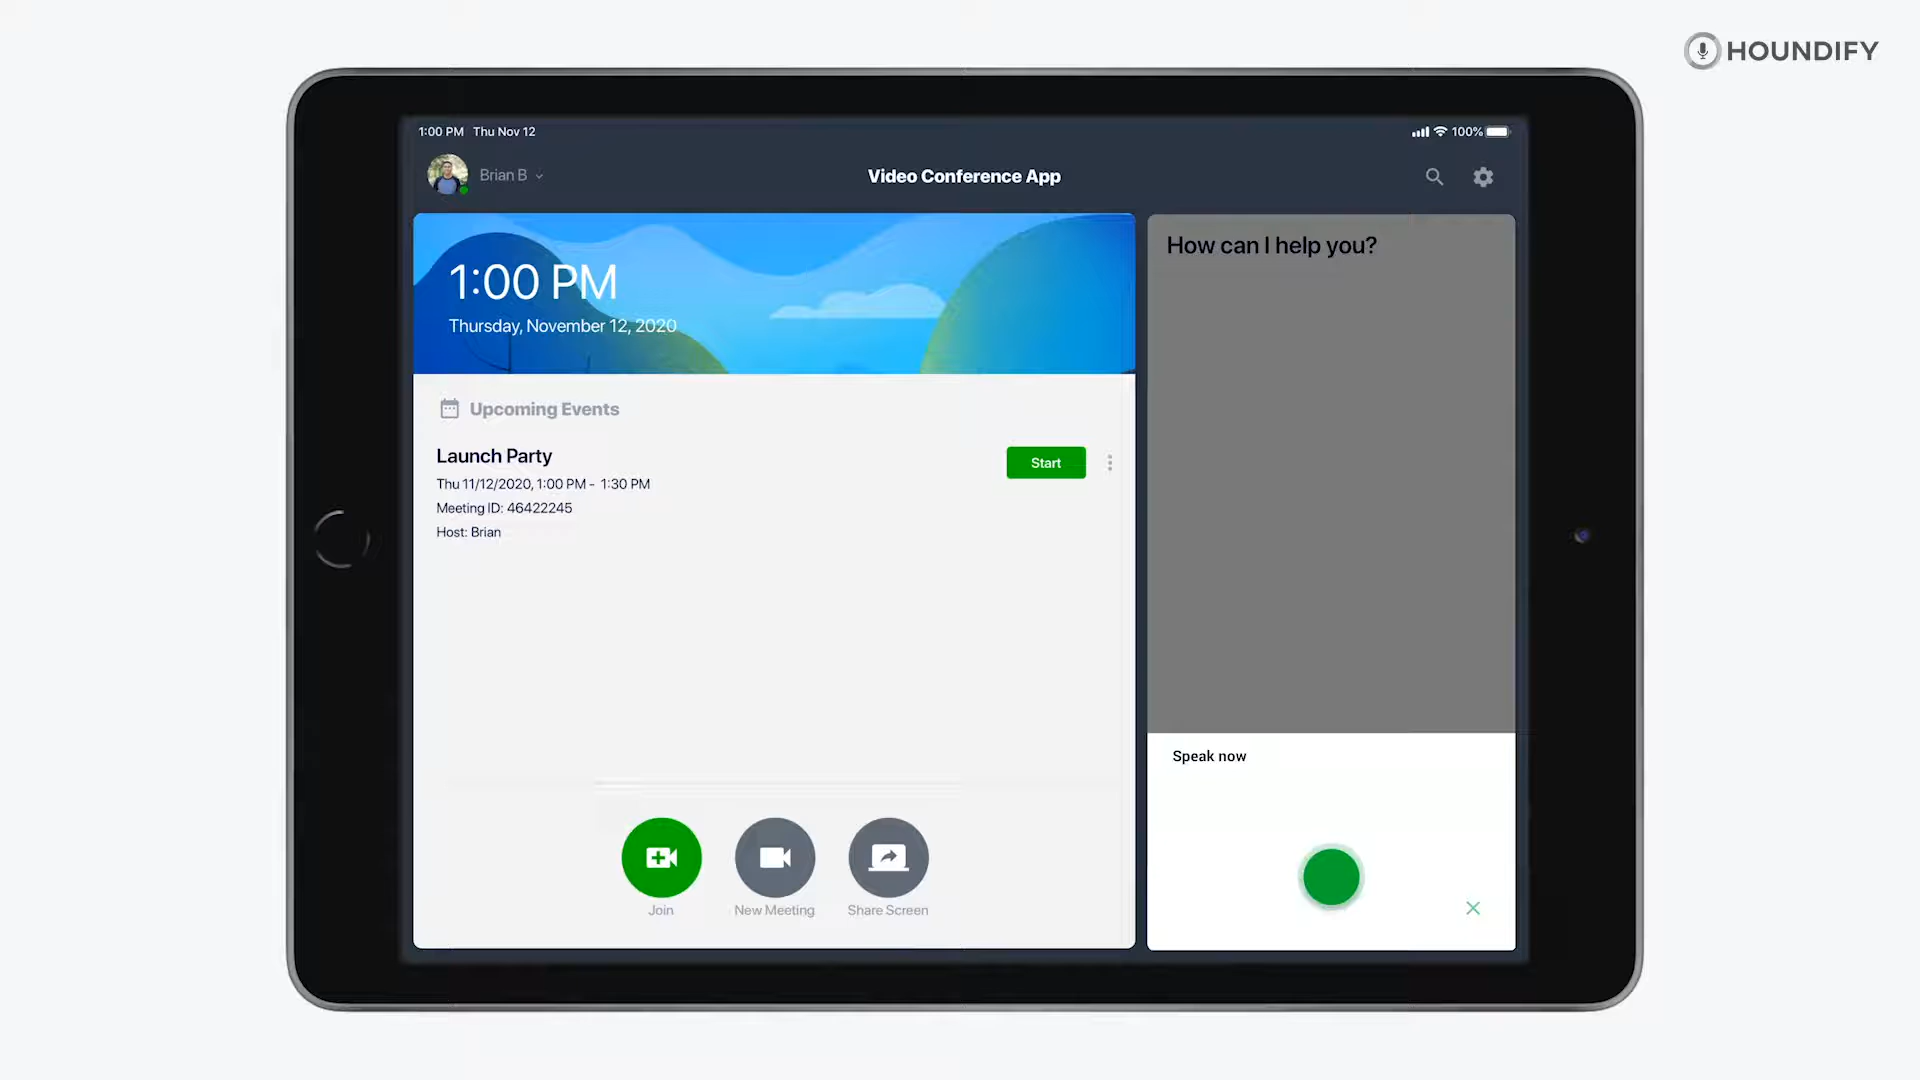 HOUNDIFY
1:00 PM Thu Nov 12
100%
Brian B
Video Conference App
1:00 PM
Thursday, November 12, 2020
How can I help you?
Upcoming Events
Launch Party
Start
Thu 11/12/2020, 1:00 PM - 1:30 PM
Meeting ID: 46422245
Host: Brian
Speak now
Join
New Meeting
Share Screen